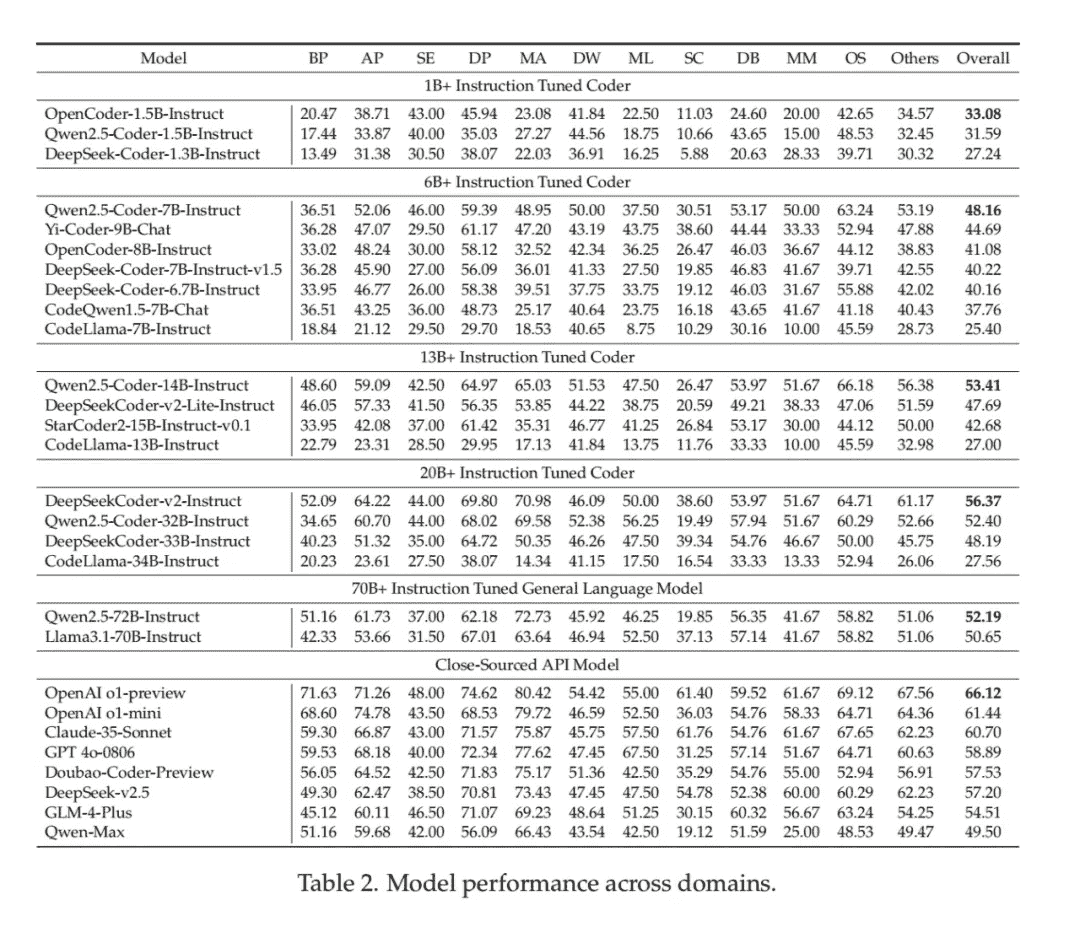 Model BP AP SE DP MA DW ML SC DB MM OS Others Overall
1B+ Instruction Tuned Coder
OpenCoder-1.5B-Instruct 20.47 38.71 43.00 45.94 23.08 41.84 22.50 11.03 24.60 20.00 42.65 34.57 33.08
Qwen2.5-Coder-1.5B-Instruct 17.44 33.87 40.00 35.03 27.27 44.56 18.75 10.66 43.65 15.00 48.53 32.45 31.59
DeepSeek-Coder-1.3B-Instruct 13.49 31.38 30.50 38.07 22.03 36.91 16.25 5.88 20.63 28.33 39.71 30.32 27.24
6B+ Instruction Tuned Coder
Qwen2.5-Coder-7B-Instruct 36.51 52.06 46.00 59.39 48.95 50.00 37.50 30.51 53.17 50.00 63.24 53.19 48.16
Yi-Coder-9B-Chat 36.28 47.07 29.50 61.17 47.20 43.19 43.75 38.60 44.44 33.33 52.94 47.88 44.69
OpenCoder-8B-Instruct 33.02 48.24 30.00 58.12 32.52 42.34 36.25 26.47 46.03 36.67 44.12 38.83 41.08
DeepSeek-Coder-7B-Instruct-v1.5 36.28 45.90 27.00 56.09 36.01 41.33 27.50 19.85 46.83 41.67 39.71 42.55 40.22
DeepSeek-Coder-6.7B-Instruct 33.95 46.77 26.00 58.38 39.51 37.75 33.75 19.12 46.03 31.67 55.88 42.02 40.16
CodeQwen1.5-7B-Chat 36.51 43.25 36.00 48.73 25.17 40.64 23.75 16.18 43.65 41.67 41.18 40.43 37.76
CodeLlama-7B-Instruct 18.84 21.12 29.50 29.70 18.53 40.65 8.75 10.29 30.16 10.00 45.59 28.73 25.40
13B+ Instruction Tuned Coder
Qwen2.5-Coder-14B-Instruct 48.60 59.09 42.50 64.97 65.03 51.53 47.50 26.47 53.97 51.67 66.18 56.38 53.41
DeepSeekCoder-v2-Lite-Instruct 46.05 57.33 41.50 56.35 53.85 44.22 38.75 20.59 49.21 38.33 47.06 51.59 47.69
StarCoder2-15B-Instruct-v0.1 33.95 42.08 37.00 61.42 35.31 46.77 41.25 26.84 53.17 30.00 44.12 50.00 42.68
CodeLlama-13B-Instruct 22.79 23.31 28.50 29.95 17.13 41.84 13.75 11.76 33.33 10.00 45.59 32.98 27.00
20B+ Instruction Tuned Coder
DeepSeekCoder-v2-Instruct 52.09 64.22 44.00 69.80 70.98 46.09 50.00 38.60 53.97 51.67 64.71 61.17 56.37
Qwen2.5-Coder-32B-Instruct 34.65 60.70 44.00 68.02 69.58 52.38 56.25 19.49 57.94 51.67 60.29 52.66 52.40
DeepSeekCoder-33B-Instruct 40.23 51.32 35.00 64.72 50.35 46.26 47.50 39.34 54.76 46.67 50.00 45.75 48.19
CodeLlama-34B-Instruct 20.23 23.61 27.50 38.07 14.34 41.15 17.50 16.54 33.33 13.33 52.94 26.06 27.56
70B+ Instruction Tuned General Language Model
Qwen2.5-72B-Instruct 51.16 61.73 37.00 62.18 72.73 45.92 46.25 19.85 56.35 41.67 58.82 51.06 52.19
Llama3.1-70B-Instruct 42.33 53.66 31.50 67.01 63.64 46.94 52.50 37.13 57.14 41.67 58.82 51.06 50.65
Close-Sourced API Model
OpenAI o1-preview 71.63 71.26 48.00 74.62 80.42 54.42 55.00 61.40 59.52 61.67 69.12 67.56 66.12
OpenAI o1-mini 68.60 74.78 43.50 68.53 79.72 46.59 52.50 36.03 54.76 58.33 64.71 64.36 61.44
Claude-35-Sonnet 59.30 66.87 43.00 71.57 75.87 45.75 57.50 61.76 54.76 61.67 67.65 62.23 60.70
GPT 4o-0806 59.53 68.18 40.00 72.34 77.62 47.45 67.50 31.25 57.14 51.67 64.71 60.63 58.89
Doubao-Coder-Preview 56.05 64.52 42.50 71.83 75.17 51.36 42.50 35.29 54.76 55.00 52.94 56.91 57.53
DeepSeek-v2.5 49.30 62.47 38.50 70.81 73.43 47.45 47.50 54.78 52.38 60.00 60.29 62.23 57.20
GLM-4-Plus 45.12 60.11 46.50 71.07 69.23 48.64 51.25 30.15 60.32 56.67 63.24 54.25 54.51
Qwen-Max 51.16 59.68 42.00 56.09 66.43 43.54 42.50 19.12 51.59 25.00 48.53 49.47 49.50
Table 2. Model performance across domains.